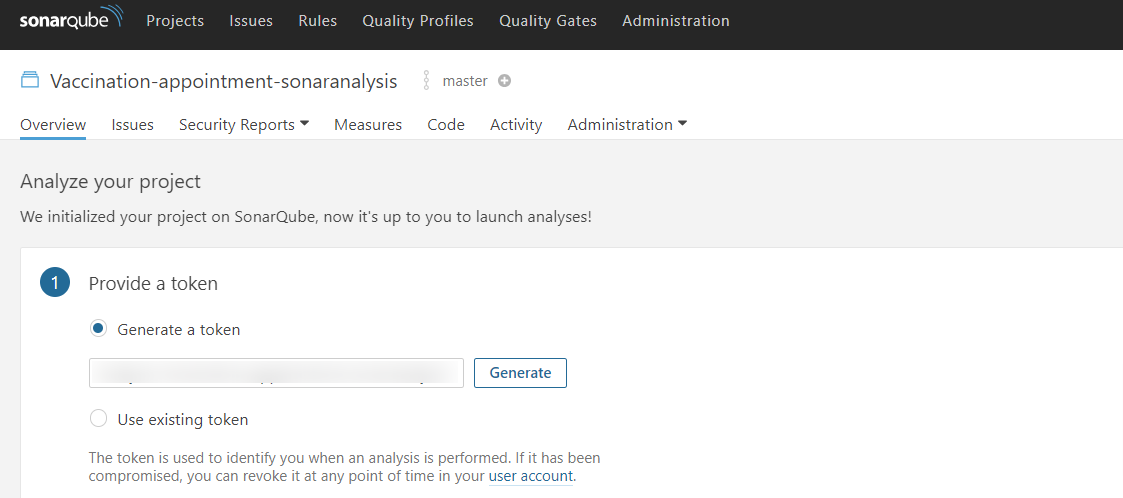 sonarqube Projects Issues Rules Quality Profiles Quality Gates Administration
Vaccination-appointment-sonaranalysis master
Overview Issues Security Reports Measures Code Activity Administration
Analyze your project
We initialized your project on SonarQube, now it's up to you to launch analyses!
1 Provide a token
Generate a token
Generate
Use existing token
The token is used to identify you when an analysis is performed. If it has been
compromised, you can revoke it at any point of time in your user account.